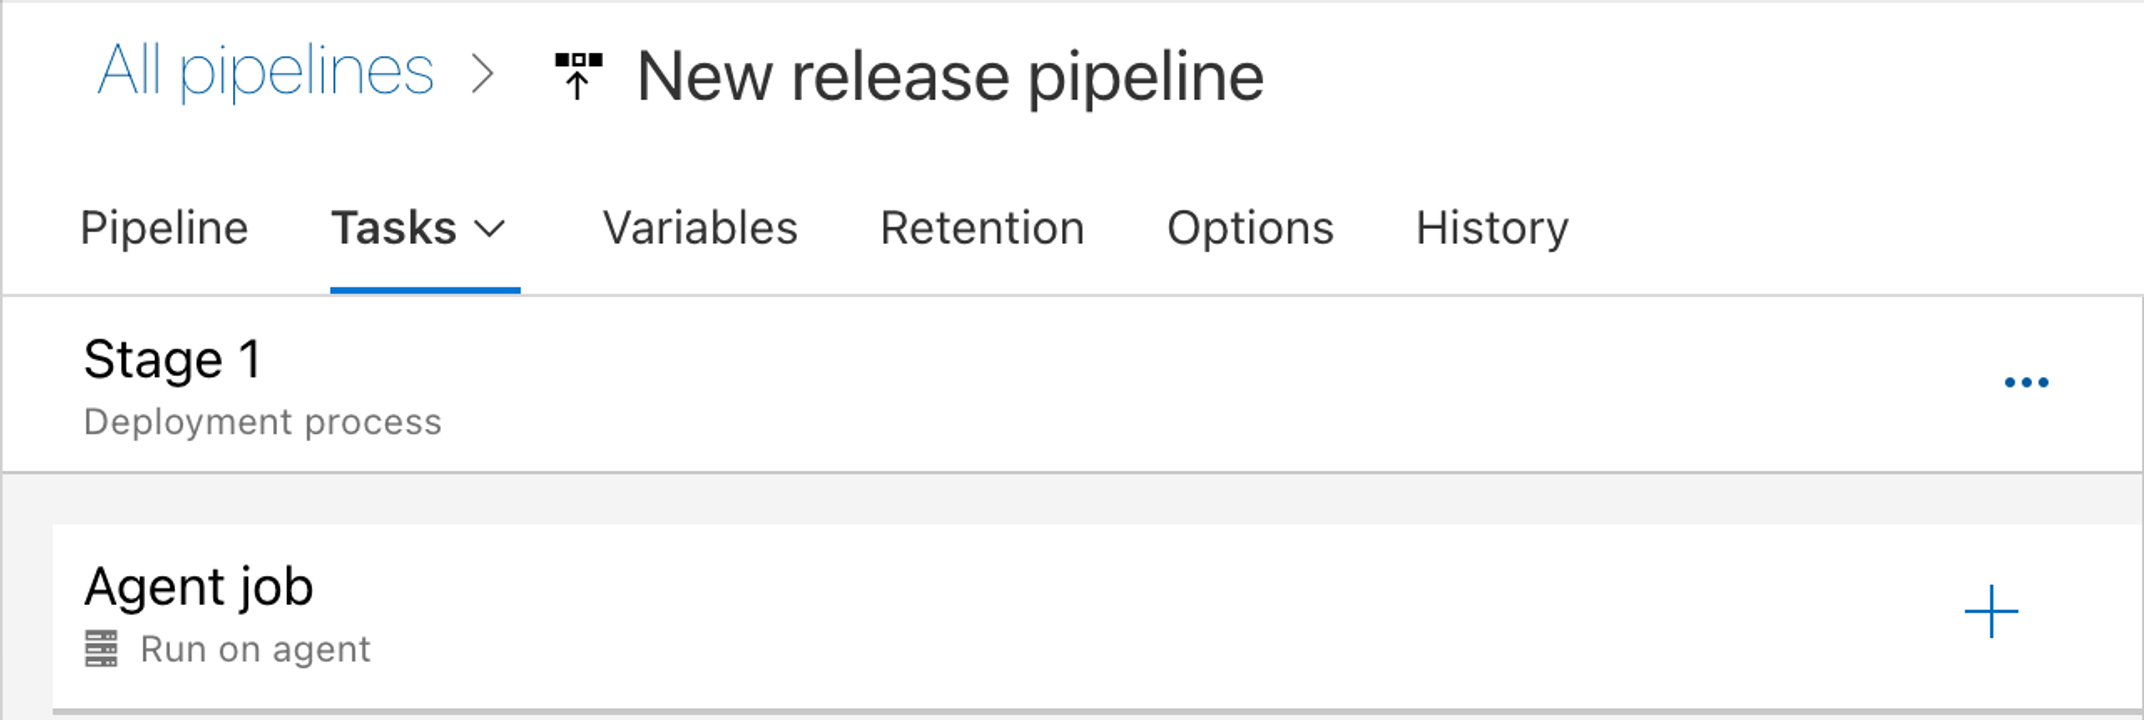 All pipelines > New release pipeline
Pipeline Tasks Variables Retention Options History
Stage 1
Deployment process
Agent job
Run on agent